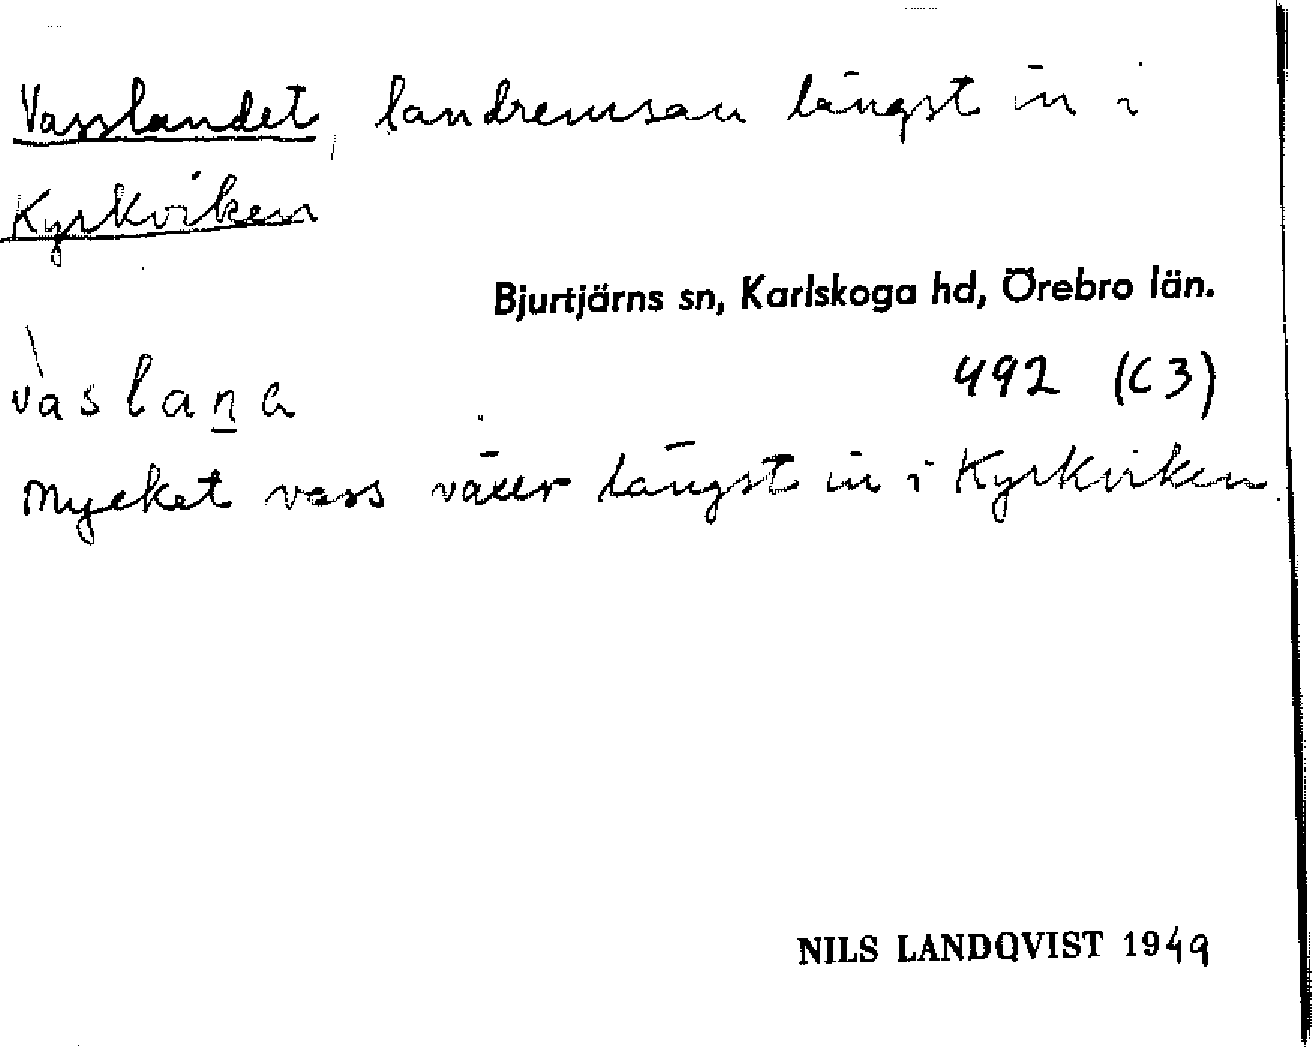 Vasslandet, landremsan längst in i
Kyrkviken
Bjurtjärns sn, Karlskoga hd, Örebro län.
vàslana
492 (C3)
Mycket vass växer längst in i Kyrkviken.
NILS LANDQVIST 1949